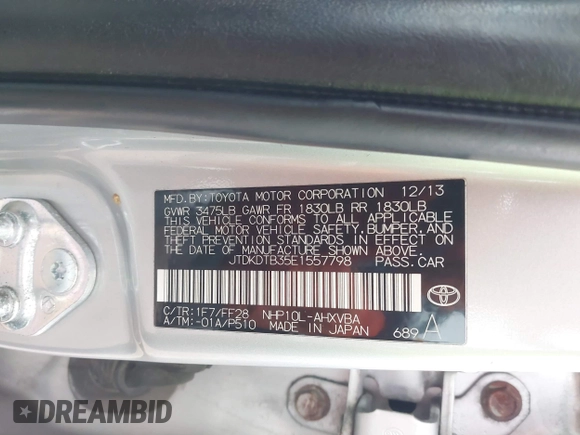 MFD.BY:TOYOTA MOTOR CORPORATION 12/13
GVWR 3475LB GAWR FR 1830LB RR 1830LB
THIS VEHICLE CONFORMS TO ALL APPLICABLE
FEDERAL MOTOR VEHICLE SAFETY, BUMPER, AND
THEFT PREVENTION STANDARDS IN EFFECT ON
THE DATE OF MANUFACTURE SHOWN ABOVE.
JTDKDTB35E1557798 PASS.CAR
C/TR:1F7/FF28 NHP10L-AHXVBA
A/TM:-01A/P510 MADE IN JAPAN
689 A
DREAMBID